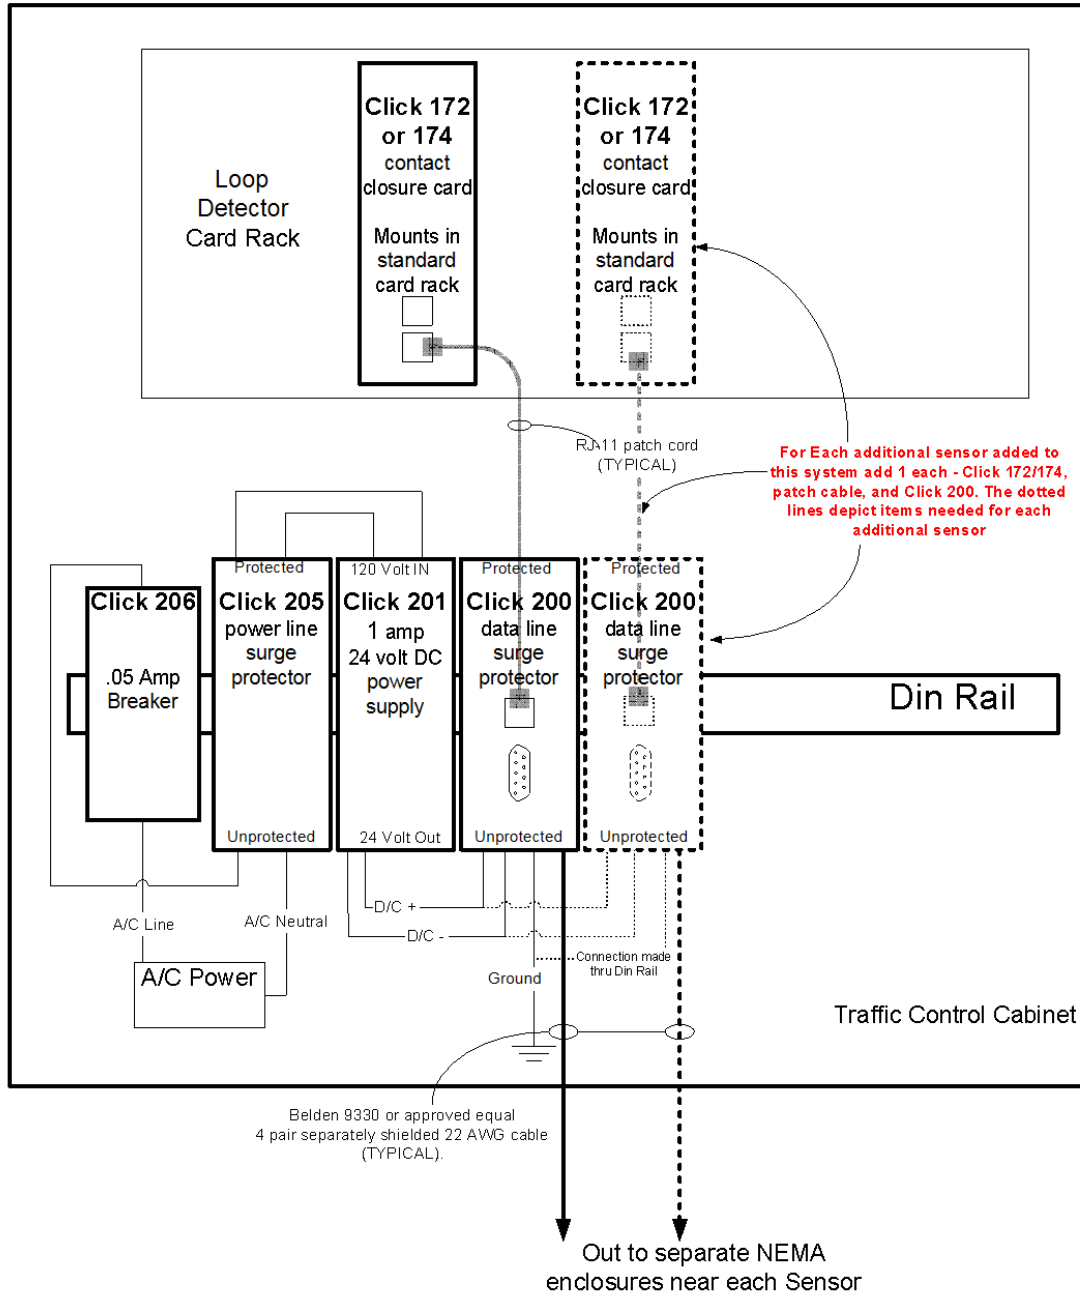 Click 172
or 174
contact
closure card
Mounts in
standard
card rack
Click 172
or 174
contact
closure card
Mounts in
standard
card rack
Loop
Detector
Card Rack
RJ-11 patch cord
(TYPICAL)
For Each additional sensor added to
this system add 1 each - Click 172/174,
patch cable, and Click 200. The dotted
lines depict items needed for each
additional sensor
Click 206
.05 Amp
Breaker
Protected
Click 205
power line
surge
protector
Unprotected
120 Volt IN
Click 201
1 amp
24 volt DC
power
supply
24 Volt Out
Protected
Click 200
data line
surge
protector
Unprotected
Protected
Click 200
data line
surge
protector
Unprotected
Din Rail
D/C +
D/C -
A/C Line
A/C Neutral
A/C Power
Ground
Connection made
thru Din Rail
Traffic Control Cabinet
Belden 9330 or approved equal
4 pair separately shielded 22 AWG cable
(TYPICAL).
Out to separate NEMA
enclosures near each Sensor